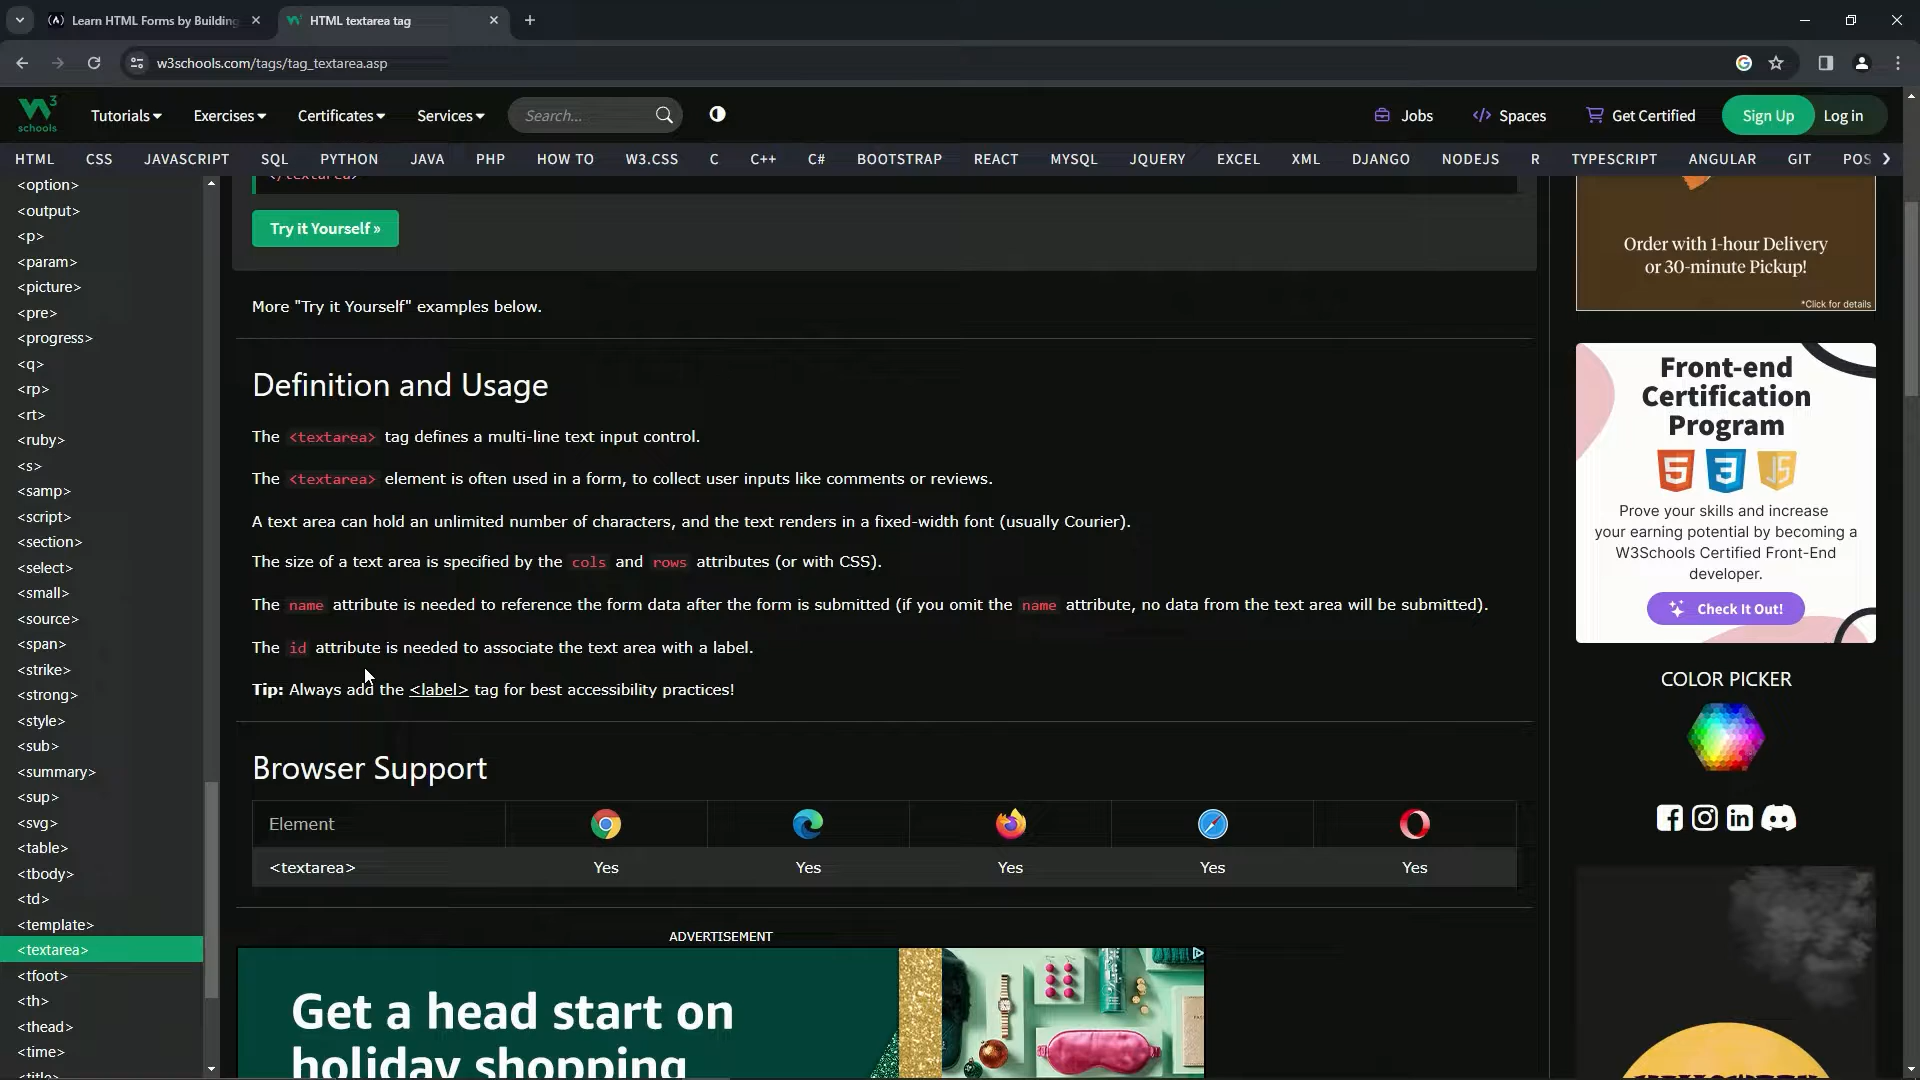 Learn HTML Forms by Building
HTML textarea tag
w3schools.com/tags/tag_textarea.asp
schools
Tutorials
Exercises
Certificates
Services
Search...
Jobs
Spaces
Get Certified
Sign Up
Log in
HTML CSS JAVASCRIPT SQL PYTHON JAVA PHP HOW TO W3.CSS C C++ C# BOOTSTRAP REACT MYSQL JQUERY EXCEL XML DJANGO NODEJS R TYPESCRIPT ANGULAR GIT POS
<option>
<output>
<p>
<param>
<picture>
<pre>
<progress>
<q>
<rp>
<rt>
<ruby>
<s>
<samp>
<script>
<section>
<select>
<small>
<source>
<span>
<strike>
<strong>
<style>
<sub>
<summary>
<sup>
<svg>
<table>
<tbody>
<td>
<template>
<textarea>
<tfoot>
<th>
<thead>
<time>
<title>
</textarea>
Try it Yourself »
More "Try it Yourself" examples below.
Definition and Usage
The <textarea> tag defines a multi-line text input control.
The <textarea> element is often used in a form, to collect user inputs like comments or reviews.
A text area can hold an unlimited number of characters, and the text renders in a fixed-width font (usually Courier).
The size of a text area is specified by the cols and rows attributes (or with CSS).
The name attribute is needed to reference the form data after the form is submitted (if you omit the name attribute, no data from the text area will be submitted).
The id attribute is needed to associate the text area with a label.
Tip: Always add the <label> tag for best accessibility practices!
Browser Support
Element
<textarea> Yes Yes Yes Yes Yes
ADVERTISEMENT
Get a head start on
holiday shopping
Order with 1-hour Delivery
or 30-minute Pickup!
*Click for details
Front-end
Certification
Program
5 3 JS
Prove your skills and increase
your earning potential by becoming a
W3Schools Certified Front-End
developer.
Check It Out!
COLOR PICKER